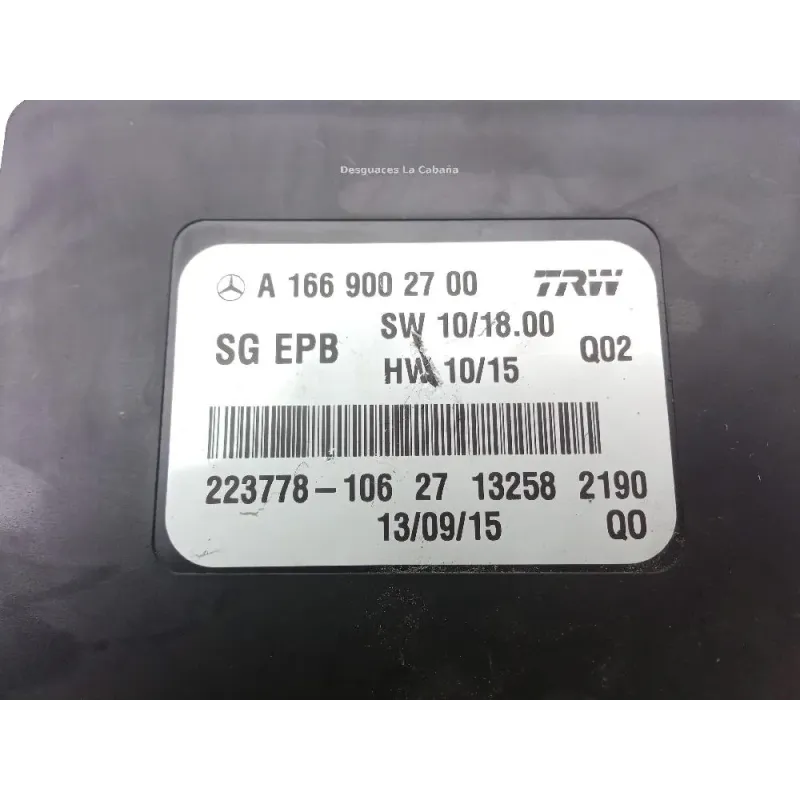 Desguaces La Cabaña
A 166 900 27 00 TRW
SG EPB SW 10/18.00 Q02
HW 10/15
223778-106 27 13258 2190
13/09/15 QO